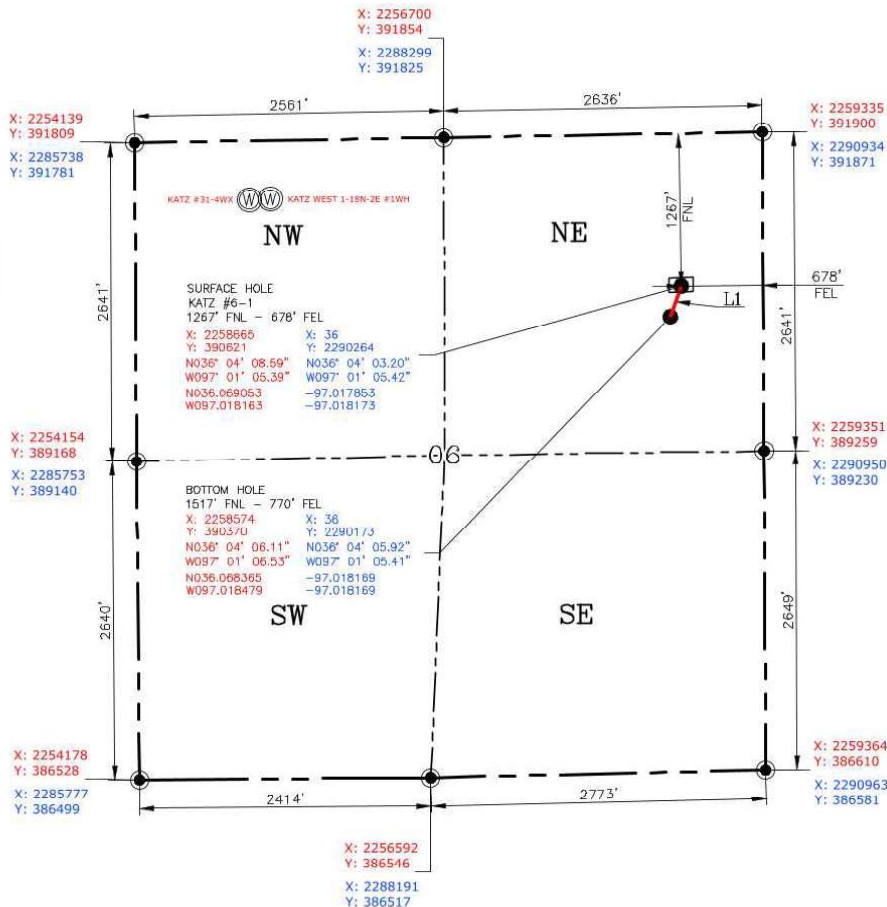 X: 2256700
Y: 391854
X: 2288299
Y: 391825
2561'
2636'
X: 2254139
Y: 391809
X: 2285738
Y: 391781
X: 2259335
Y: 391900
X: 2290934
Y: 391871
KATZ #31-4WX W W KATZ WEST 1-18N-2E #1WH
NW
NE
1267'
FNL
678'
FEL
L1
2641'
2641'
SURFACE HOLE
KATZ #6-1
1267' FNL - 678' FEL
X: 2258665 X: 36
Y: 390621 Y: 2290264
N036° 04' 08.59" N036° 04' 03.20"
W097° 01' 05.39" W097° 01' 05.42"
N036.069053 -97.017853
W097.018163 -97.018173
X: 2254154
Y: 389168
X: 2285753
Y: 389140
06
X: 2259351
Y: 389259
X: 2290950
Y: 389230
BOTTOM HOLE
1517' FNL - 770' FEL
X: 2258574 X: 36
Y: 390370 Y: 2290173
N036° 04' 06.11" N036° 04' 05.92"
W097° 01' 06.53" W097° 01' 05.41"
N036.068365 -97.018169
W097.018479 -97.018169
SW
SE
2640'
2649'
X: 2254178
Y: 386528
X: 2285777
Y: 386499
X: 2259364
Y: 386610
X: 2290963
Y: 386581
2414'
2773'
X: 2256592
Y: 386546
X: 2288191
Y: 386517